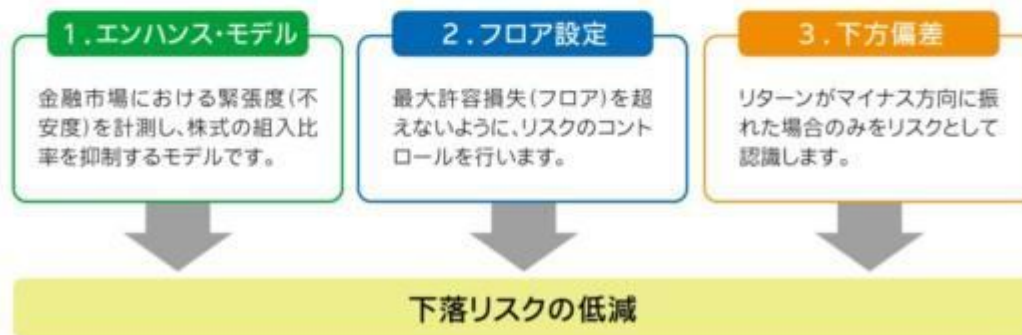 1.エンハンス・モデル
金融市場における緊張度(不
安度)を計測し、株式の組入比
率を抑制するモデルです。
2.フロア設定
最大許容損失(フロア)を超
えないように、リスクのコント
ロールを行います。
3.下方偏差
リターンがマイナス方向に振
れた場合のみをリスクとして
認識します。
下落リスクの低減